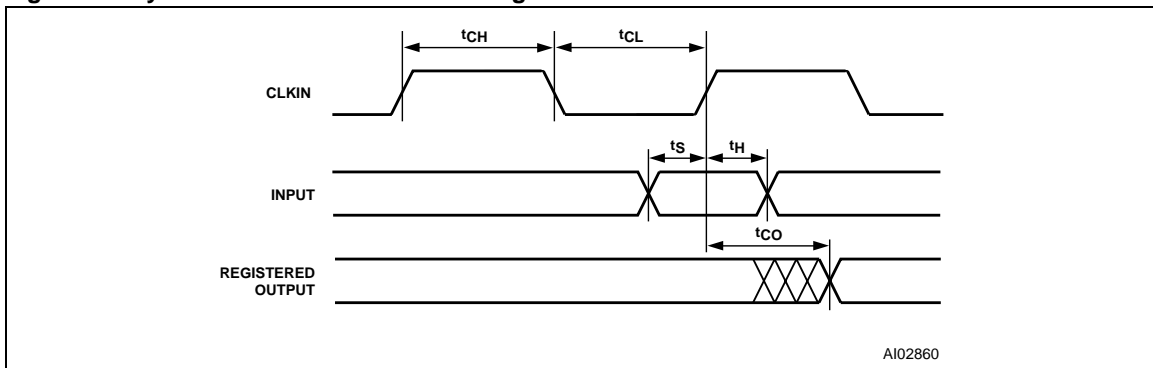 tCH
tCL
CLKIN
tS
tH
INPUT
tCO
REGISTERED
OUTPUT
AI02860